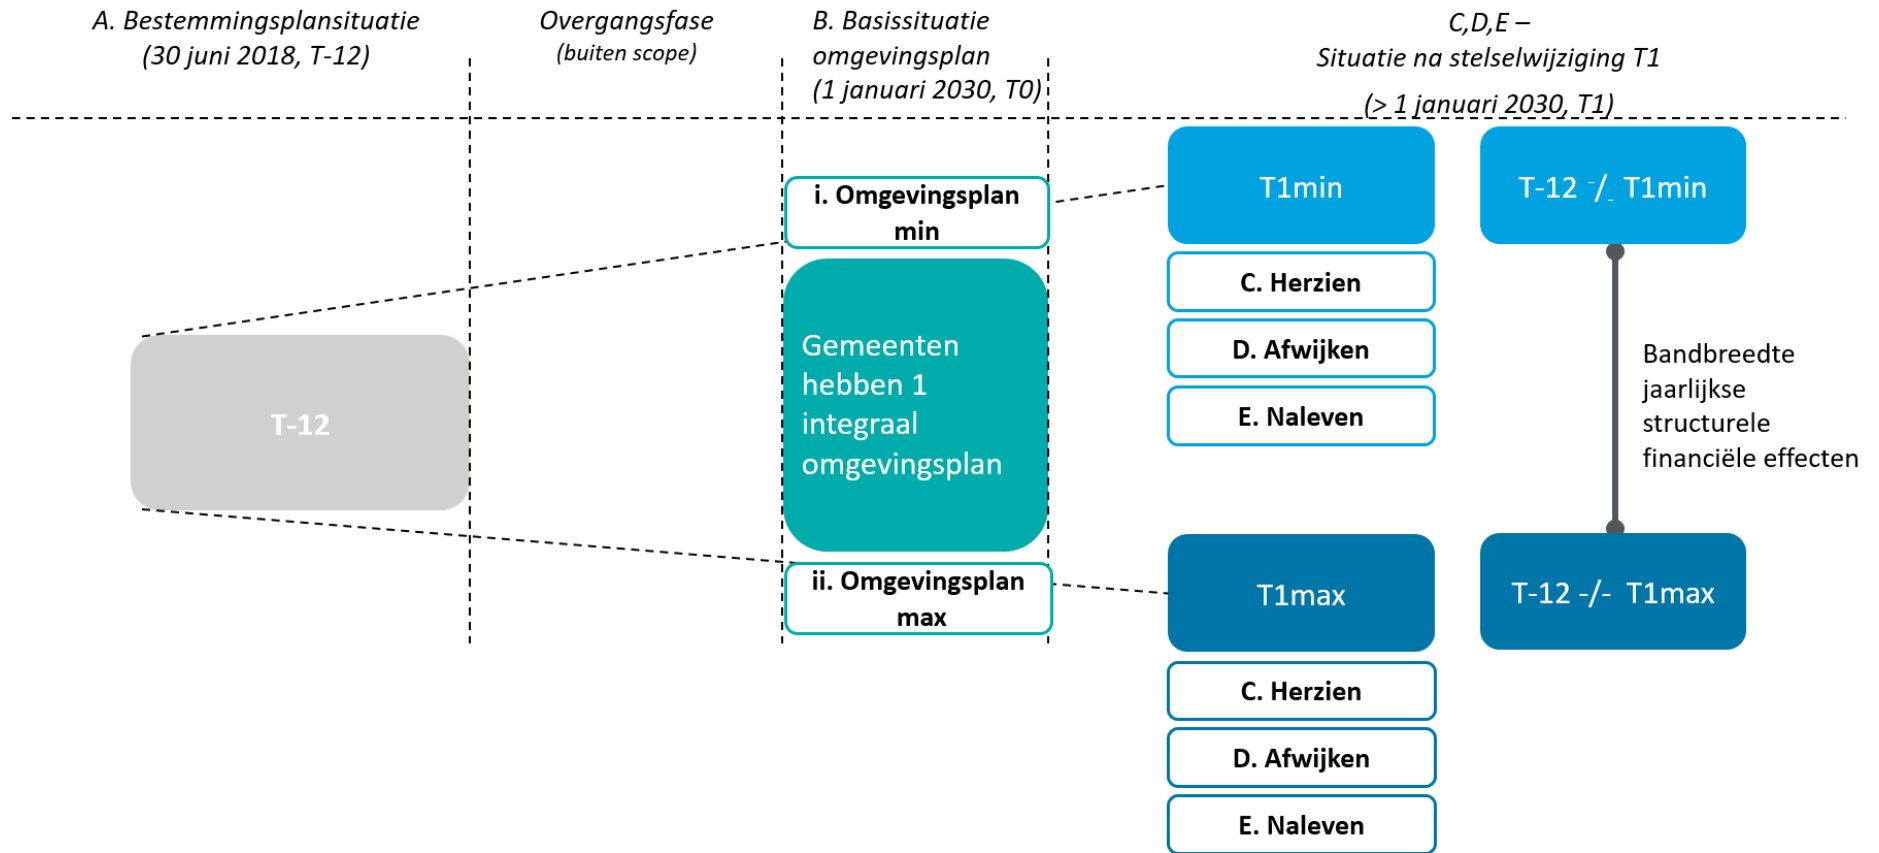 A. Bestemmingsplansituatie
(30 juni 2018, T-12)
Overgangsfase
(buiten scope)
B. Basissituatie
omgevingsplan
(1 januari 2030, T0)
C,D,E –
Situatie na stelselwijziging T1
(> 1 januari 2030, T1)
T-12
i. Omgevingsplan
min
Gemeenten
hebben 1
integraal
omgevingsplan
ii. Omgevingsplan
max
T1min
C. Herzien
D. Afwijken
E. Naleven
T1max
C. Herzien
D. Afwijken
E. Naleven
T-12 -/- T1min
Bandbreedte
jaarlijkse
structurele
financiële effecten
T-12 -/- T1max